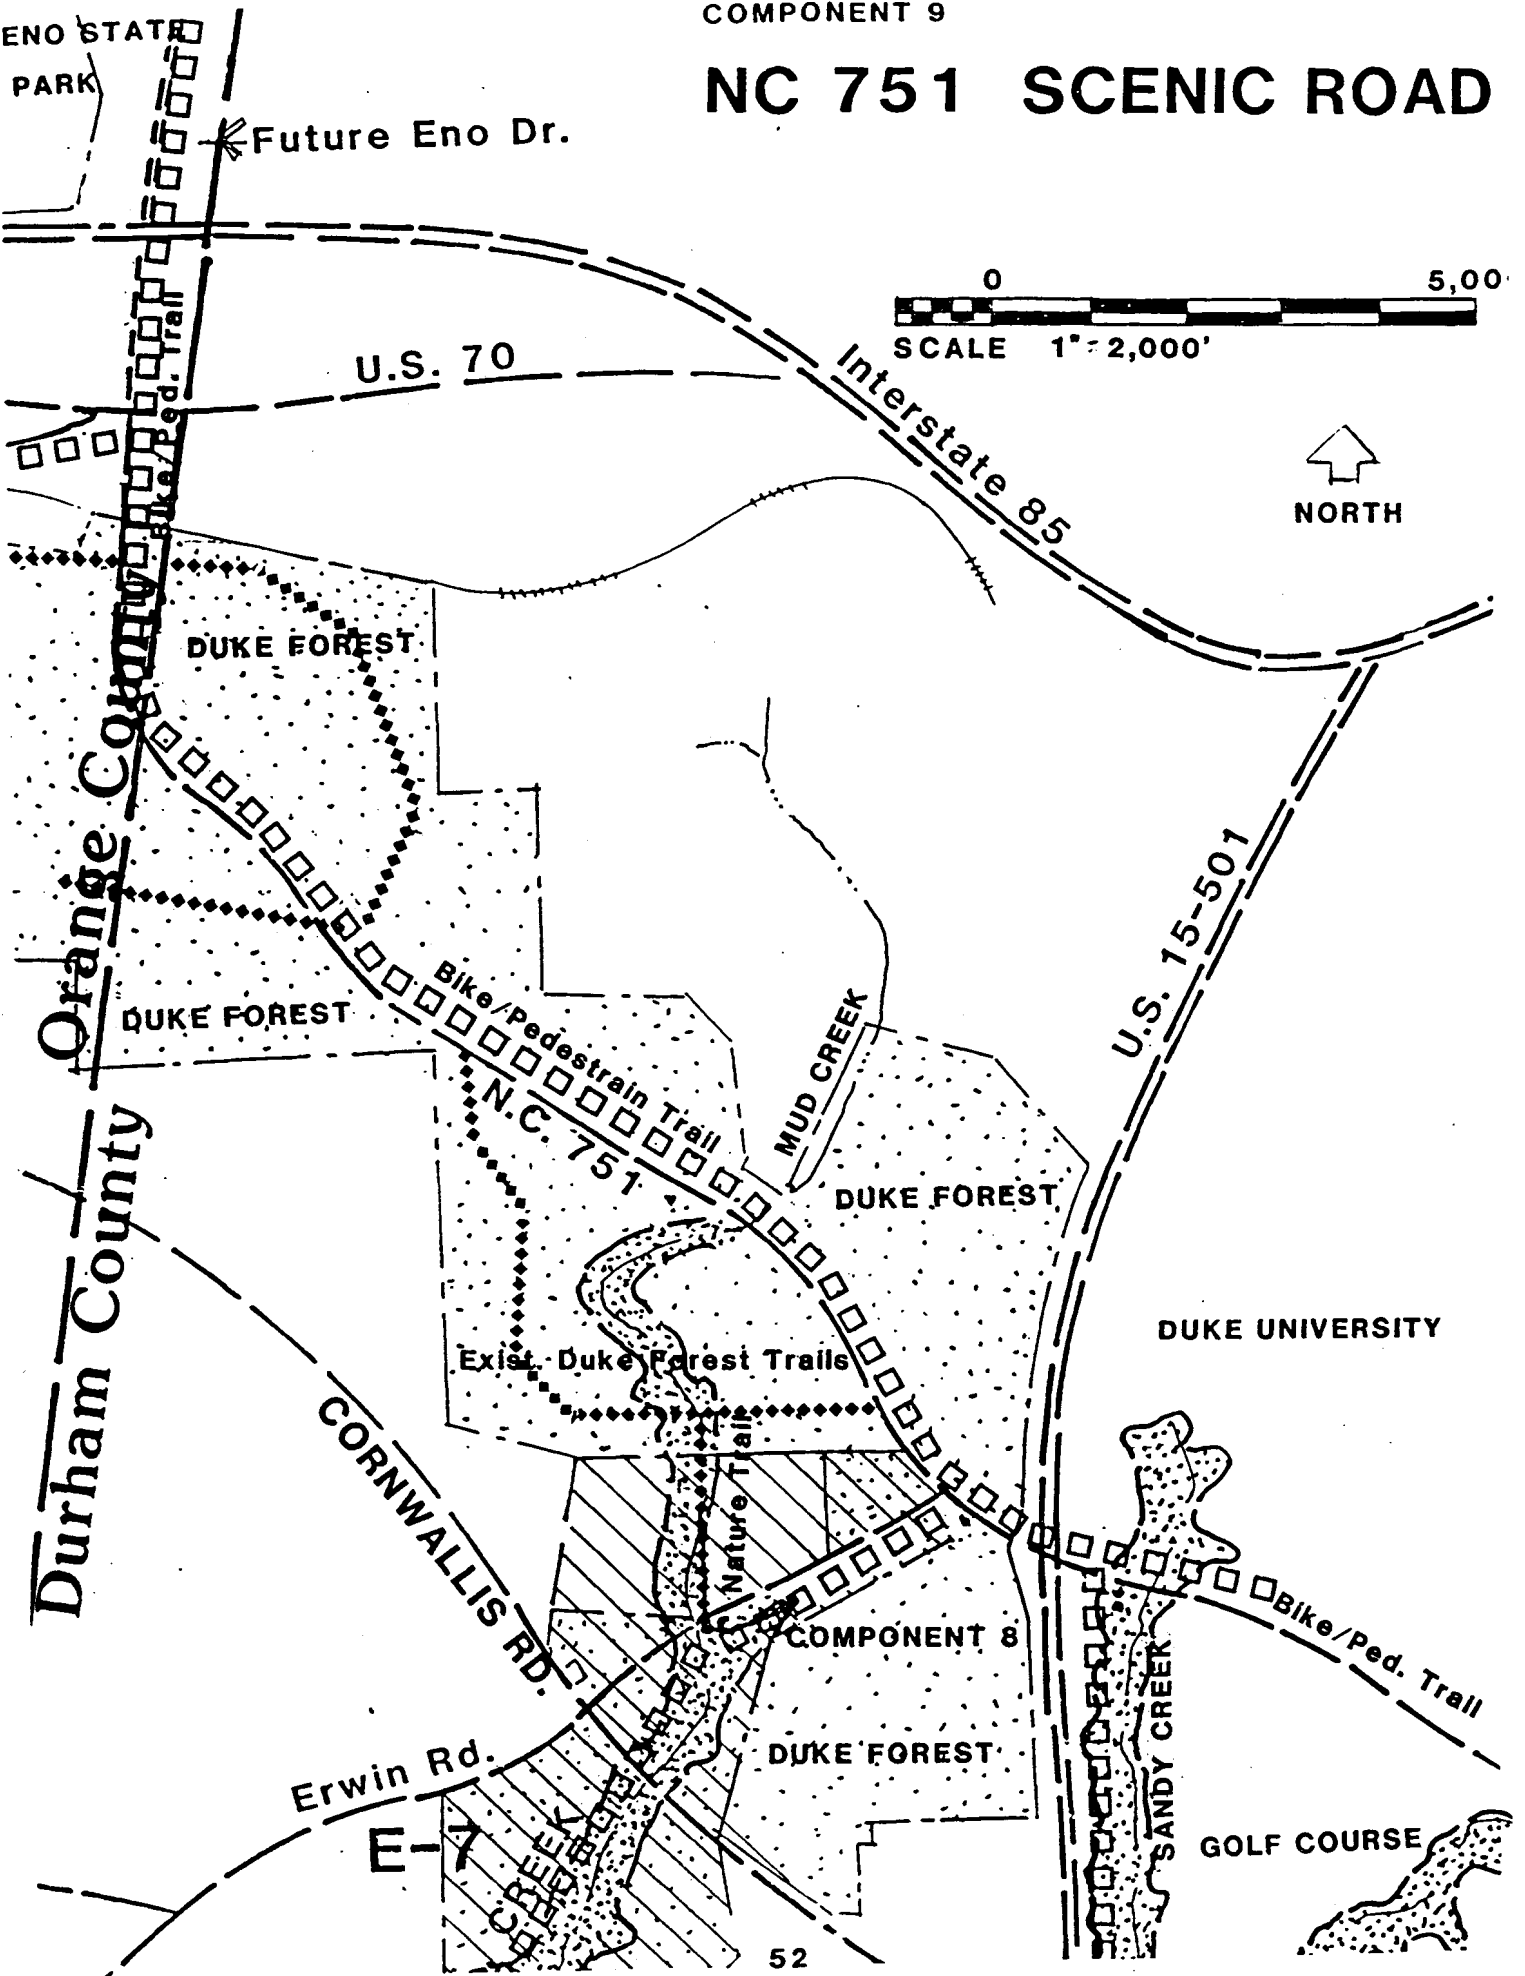 COMPONENT 9
ENO STATE
PARK
NC 751 SCENIC ROAD
Future Eno Dr.
0 5,00
SCALE 1" = 2,000'
U.S. 70
Interstate 85
NORTH
Bike/Ped. Trail
DUKE FOREST
Orange County
U.S. 15-501
DUKE FOREST
Bike/Pedestrain Trail
N.C. 751
MUD CREEK
DUKE FOREST
Durham County
DUKE UNIVERSITY
Exist. Duke Forest Trails
CORNWALLIS RD.
Nature Trail
Bike/Ped. Trail
COMPONENT 8
SANDY CREEK
DUKE FOREST
Erwin Rd.
E-7
CREEK
GOLF COURSE
52